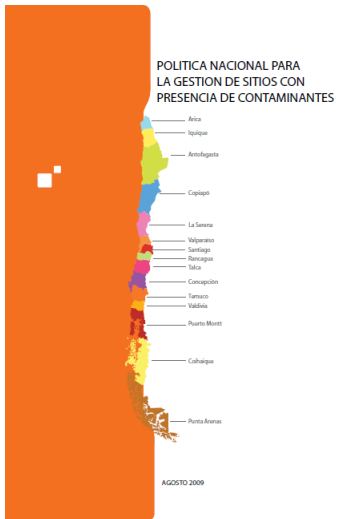 POLITICA NACIONAL PARA
LA GESTION DE SITIOS CON
PRESENCIA DE CONTAMINANTES
Arica
Iquique
Antofagasta
Copiapó
La Serena
Valparaíso
Santiago
Rancagua
Talca
Concepción
Temuco
Valdivia
Puerto Montt
Coihaique
Punta Arenas
AGOSTO 2009